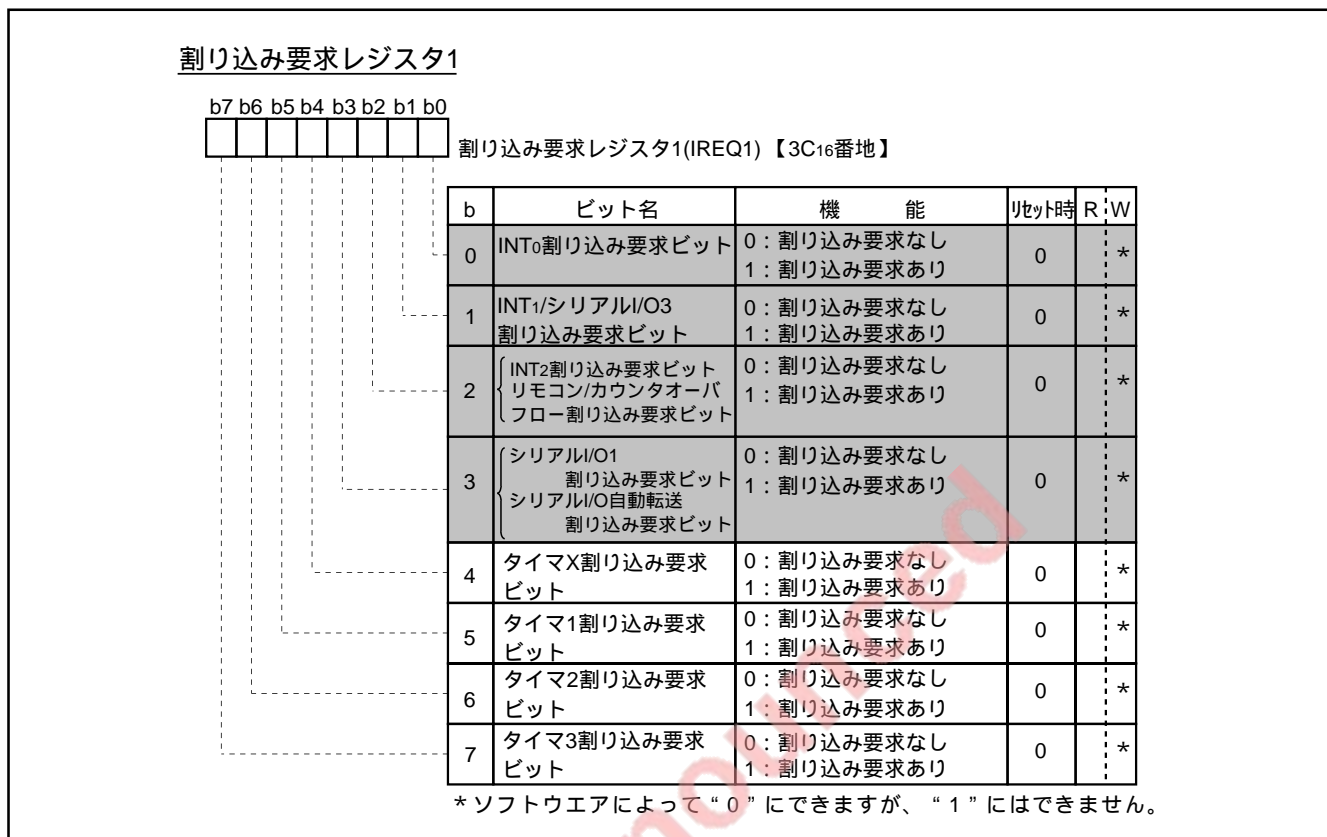 割り込み要求レジスタ1
b7 b6 b5 b4 b3 b2 b1 b0
割り込み要求レジスタ1(IREQ1)【3C16番地】
b ビット名 機 能 リセット時 R W
0 INT0割り込み要求ビット 0：割り込み要求なし 0 *
1：割り込み要求あり
1 INT1/シリアルI/O3 0：割り込み要求なし 0 *
割り込み要求ビット 1：割り込み要求あり
2 INT2割り込み要求ビット 0：割り込み要求なし 0 *
リモコン/カウンタオーバ 1：割り込み要求あり
フロー割り込み要求ビット
3 シリアルI/O1 0：割り込み要求なし 0 *
割り込み要求ビット 1：割り込み要求あり
シリアルI/O自動転送
割り込み要求ビット
4 タイマX割り込み要求 0：割り込み要求なし 0 *
ビット 1：割り込み要求あり
5 タイマ1割り込み要求 0：割り込み要求なし 0 *
ビット 1：割り込み要求あり
6 タイマ2割り込み要求 0：割り込み要求なし 0 *
ビット 1：割り込み要求あり
7 タイマ3割り込み要求 0：割り込み要求なし 0 *
ビット 1：割り込み要求あり
*ソフトウエアによって“0”にできますが、“1”にはできません。
nounced